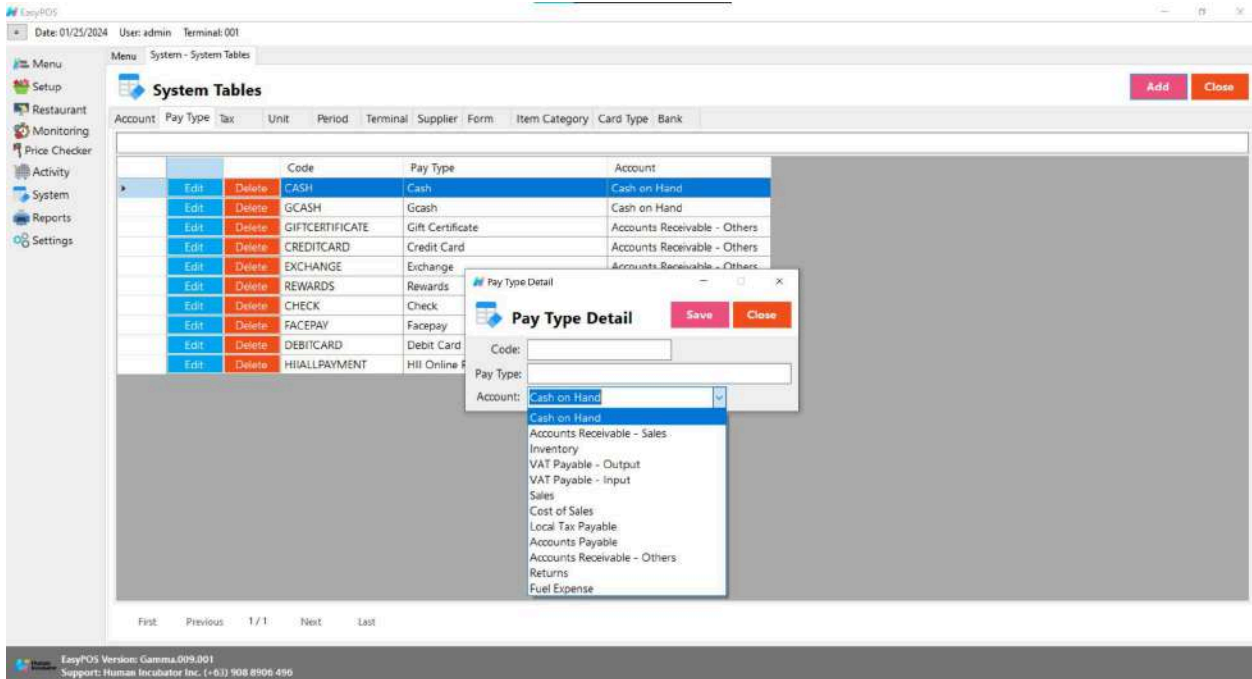 EasyPOS
Date: 01/25/2024 User: admin Terminal: 001
Menu System - System Tables
Menu
Setup
Restaurant
Monitoring
Price Checker
Activity
System
Reports
Settings
System Tables
Add Close
Account Pay Type Tax Unit Period Terminal Supplier Form Item Category Card Type Bank
Code Pay Type Account
Edit Delete CASH Cash Cash on Hand
Edit Delete GCASH Gcash Cash on Hand
Edit Delete GIFTCERTIFICATE Gift Certificate Accounts Receivable - Others
Edit Delete CREDITCARD Credit Card Accounts Receivable - Others
Edit Delete EXCHANGE Exchange Accounts Receivable - Others
Edit Delete REWARDS Rewards
Edit Delete CHECK Check
Edit Delete FACEPAY Facepay
Edit Delete DEBITCARD Debit Card
Edit Delete HIIALLPAYMENT HII Online
Pay Type Detail
Pay Type Detail Save Close
Code:
Pay Type:
Account: Cash on Hand
Cash on Hand
Accounts Receivable - Sales
Inventory
VAT Payable - Output
VAT Payable - Input
Sales
Cost of Sales
Local Tax Payable
Accounts Payable
Accounts Receivable - Others
Returns
Fuel Expense
First Previous 1 / 1 Next Last
EasyPOS Version: Gamma.009.001
Support: Human Incubator Inc. (+63) 908 8906 496